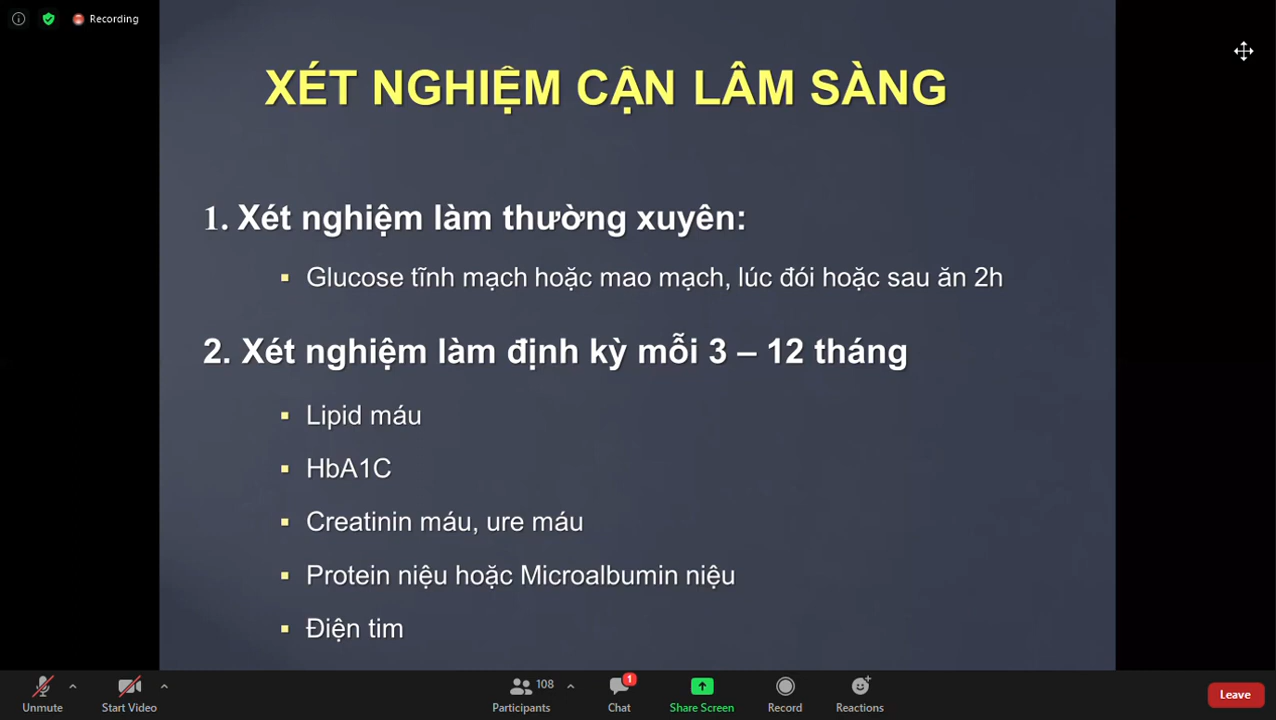 Recording
XÉT NGHIỆM CẬN LÂM SÀNG
1. Xét nghiệm làm thường xuyên:
▪ Glucose tĩnh mạch hoặc mao mạch, lúc đói hoặc sau ăn 2h
2. Xét nghiệm làm định kỳ mỗi 3 – 12 tháng
▪ Lipid máu
▪ HbA1C
▪ Creatinin máu, ure máu
▪ Protein niệu hoặc Microalbumin niệu
▪ Điện tim
108
1
Unmute Start Video Participants Chat Share Screen Record Reactions Leave